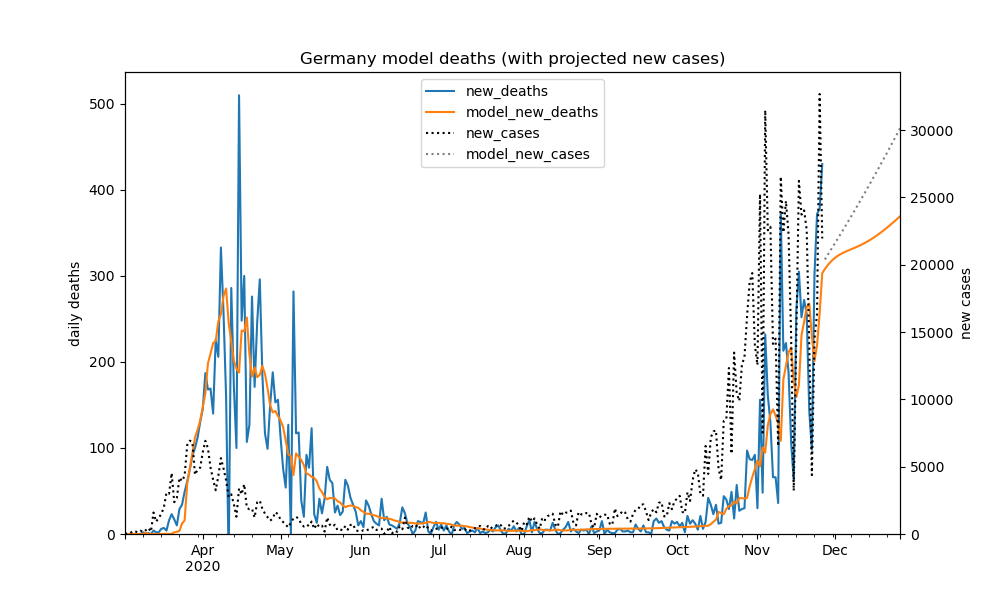 Germany model deaths (with projected new cases)
new_deaths
model_new_deaths
new_cases
model_new_cases
daily deaths
500
400
300
200
100
0
30000
25000
20000
15000
10000
5000
0
new cases
Apr May Jun Jul Aug Sep Oct Nov Dec
2020